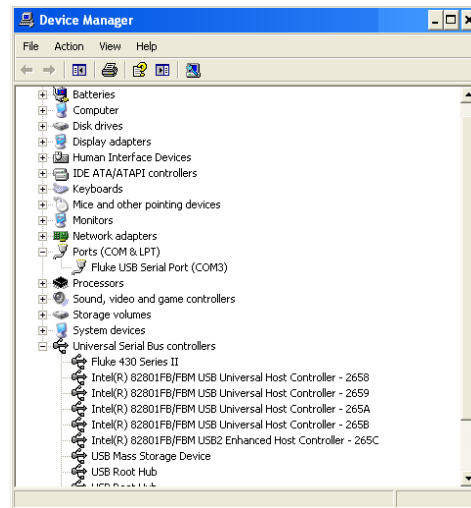 Device Manager
File Action View Help
Batteries
Computer
Disk drives
Display adapters
Human Interface Devices
IDE ATA/ATAPI controllers
Keyboards
Mice and other pointing devices
Monitors
Network adapters
Ports (COM & LPT)
Fluke USB Serial Port (COM3)
Processors
Sound, video and game controllers
Storage volumes
System devices
Universal Serial Bus controllers
Fluke 430 Series II
Intel(R) 82801FB/FBM USB Universal Host Controller - 2658
Intel(R) 82801FB/FBM USB Universal Host Controller - 2659
Intel(R) 82801FB/FBM USB Universal Host Controller - 265A
Intel(R) 82801FB/FBM USB Universal Host Controller - 265B
Intel(R) 82801FB/FBM USB2 Enhanced Host Controller - 265C
USB Mass Storage Device
USB Root Hub
USB Root Hub